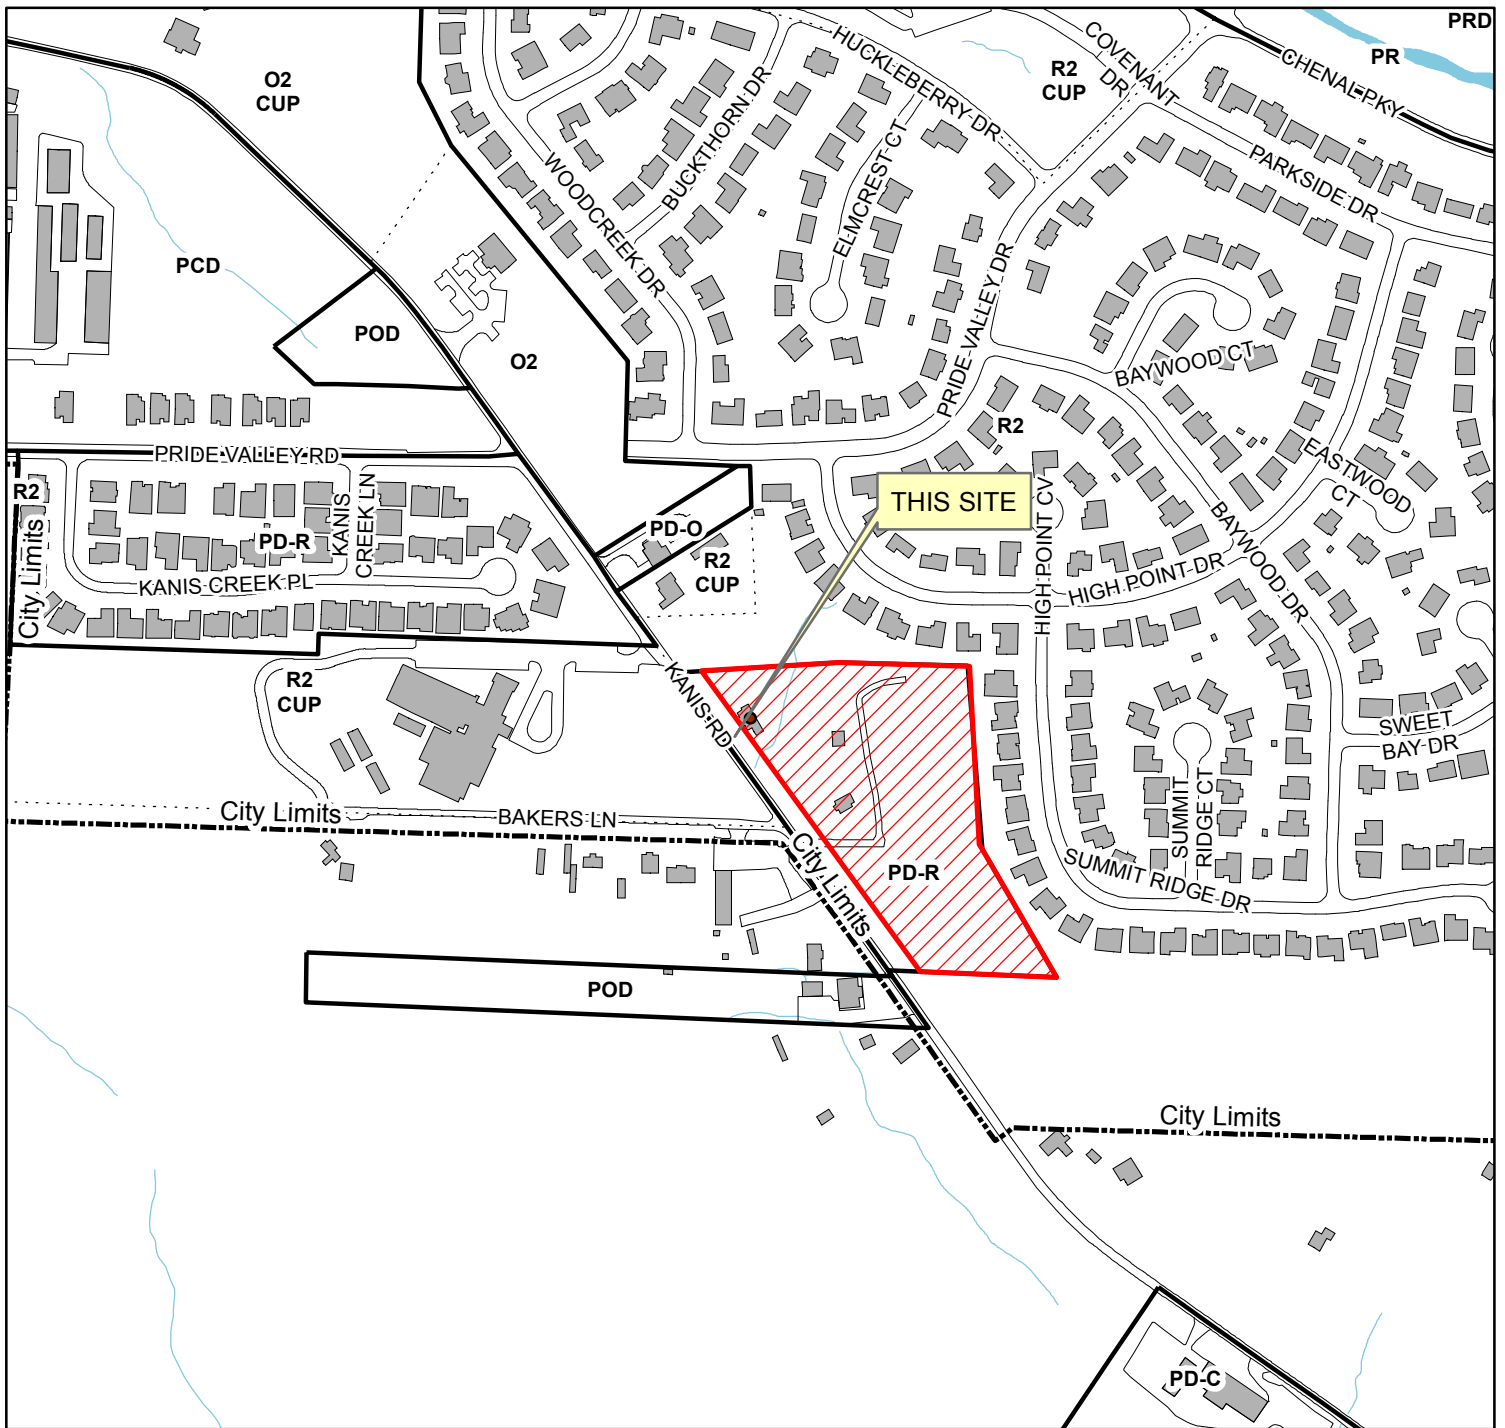 PRD
PR
O2
CUP
HUCKLEBERRY DR
COVENANT
DR
R2
CUP
CHENAL PKY
BUCKTHORN DR
ELMCREST CT
PARKSIDE DR
WOODCREEK DR
PCD
POD
O2
PRIDE VALLEY DR
BAYWOOD CT
R2
EASTWOOD
CT
PRIDE VALLEY RD
R2
City Limits
KANIS
CREEK LN
PD-R
KANIS CREEK PL
THIS SITE
PD-O
R2
CUP
HIGH POINT CV
HIGH POINT DR
BAYWOOD DR
R2
CUP
KANIS RD
SWEET
BAY DR
SUMMIT
RIDGE CT
City Limits
BAKERS LN
City Limits
PD-R
SUMMIT RIDGE DR
POD
City Limits
PD-C